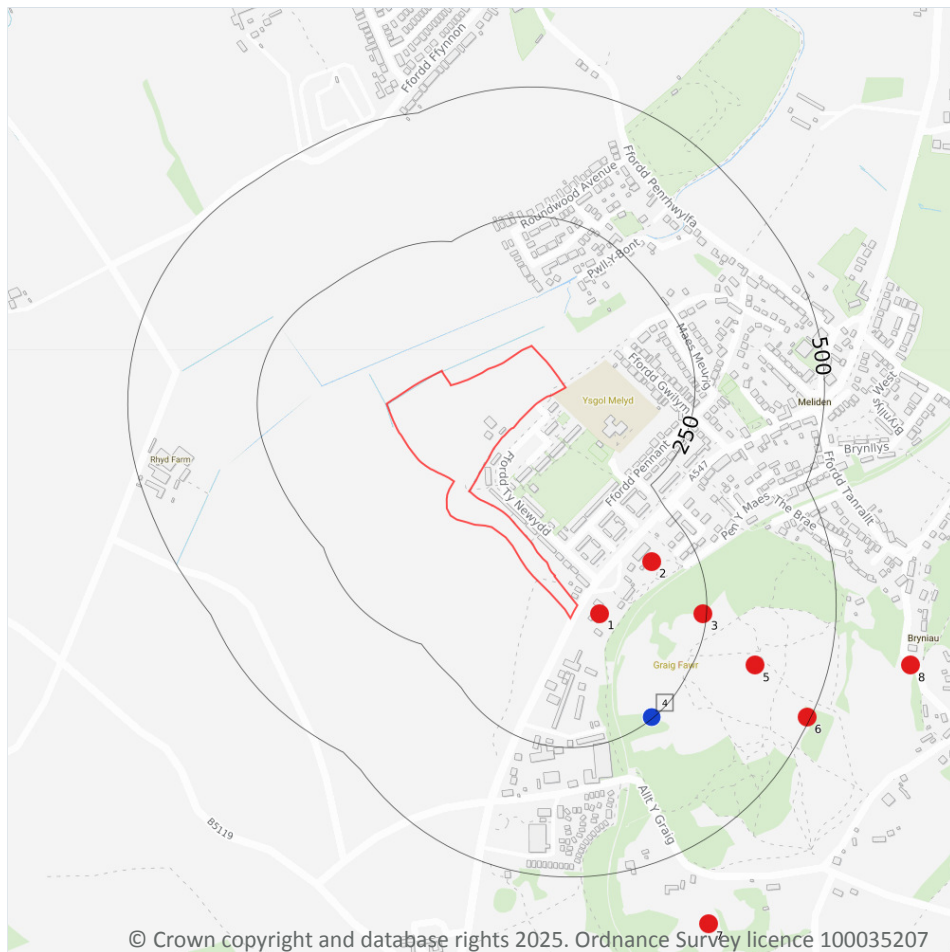 Ffordd Ffrynnon
Ffordd Penrhwylfa
Roundwood Avenue
Pwll-Y-Bont
Maes Meurig
500
Ffordd Gwilym
West
Brynllys
Ysgol Melyd
Meliden
250
Brynllys
Rhyd Farm
Ffordd Ty Newydd
Ffordd Pennant
A547
Ffordd Tanrallt
Pen Y Maes
The Brae
2
1
3
Bryniau
Graig Fawr
5
8
4
6
Allt Y Graig
B5119
7
© Crown copyright and database rights 2025. Ordnance Survey licence 100035207